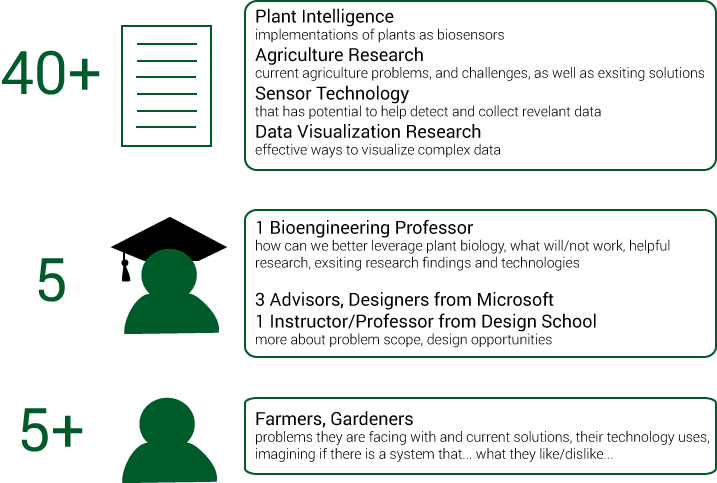 40+
Plant Intelligence
implementations of plants as biosensors
Agriculture Research
current agriculture problems, and challenges, as well as exsiting solutions
Sensor Technology
that has potential to help detect and collect revelant data
Data Visualization Research
effective ways to visualize complex data
5
1 Bioengineering Professor
how can we better leverage plant biology, what will/not work, helpful
research, exsiting research findings and technologies
3 Advisors, Designers from Microsoft
1 Instructor/Professor from Design School
more about problem scope, design opportunities
5+
Farmers, Gardeners
problems they are facing with and current solutions, their technology uses,
imagining if there is a system that... what they like/dislike...